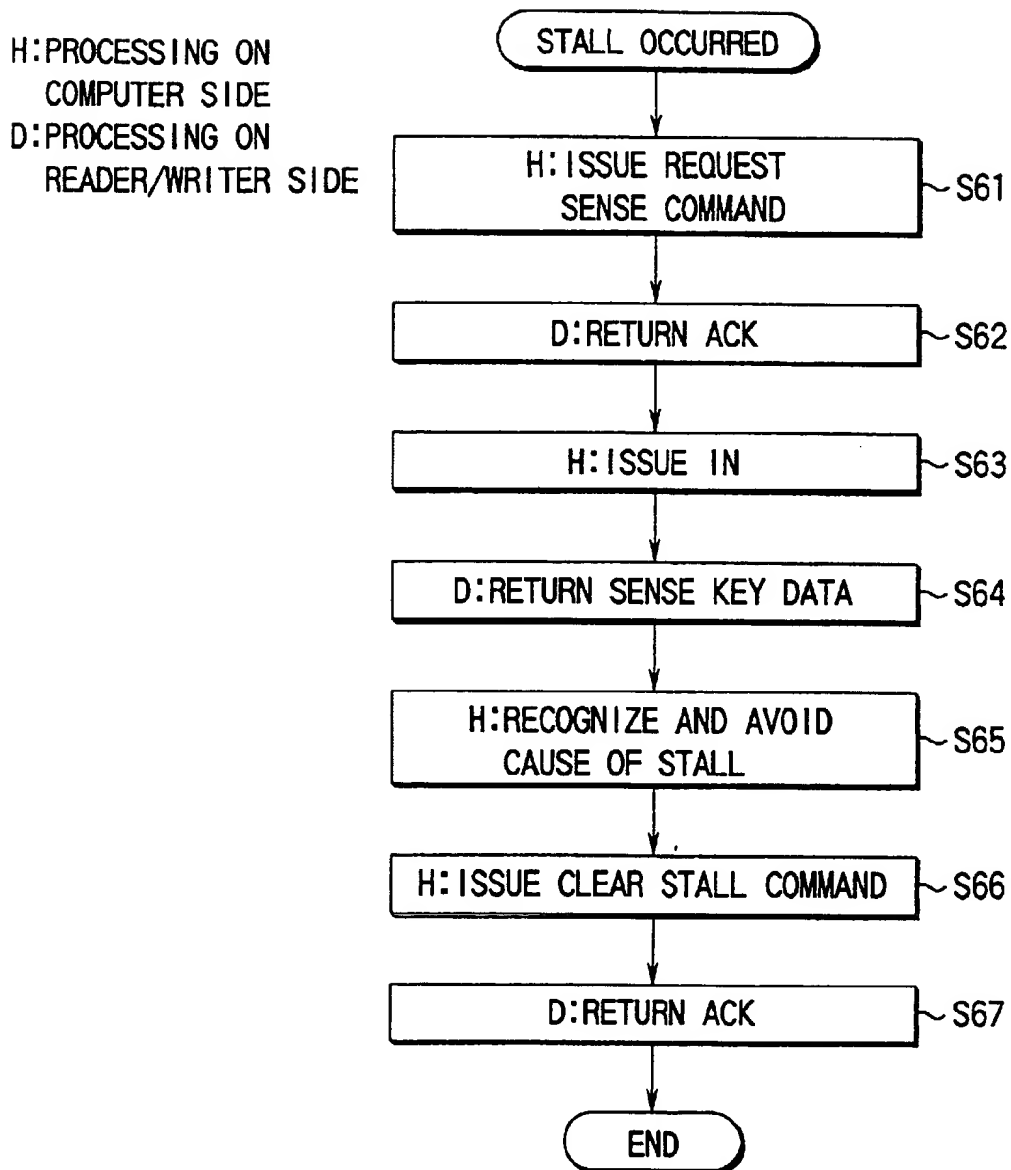 H:PROCESSING ON
COMPUTER SIDE
D:PROCESSING ON
READER/WRITER SIDE
STALL OCCURRED
H:ISSUE REQUEST
SENSE COMMAND
S61
D:RETURN ACK
S62
H:ISSUE IN
S63
D:RETURN SENSE KEY DATA
S64
H:RECOGNIZE AND AVOID
CAUSE OF STALL
S65
H:ISSUE CLEAR STALL COMMAND
S66
D:RETURN ACK
S67
END